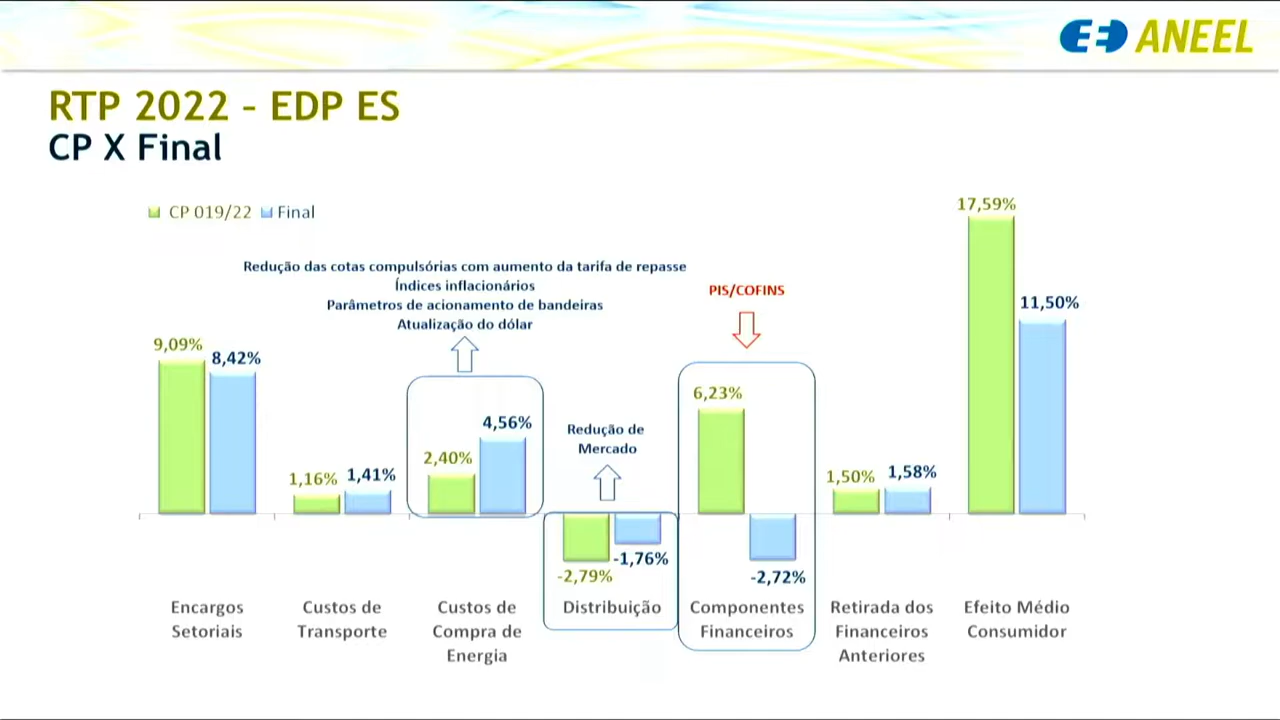 ANEEL
RTP 2022 - EDP ES
CP X Final
CP 019/22
Final
Redução das cotas compulsórias com aumento da tarifa de repasse
Índices inflacionários
Parâmetros de acionamento de bandeiras
Atualização do dólar
Redução de
Mercado
PIS/COFINS
9,09%
8,42%
1,16%
1,41%
2,40%
4,56%
-2,79%
-1,76%
6,23%
-2,72%
1,50%
1,58%
17,59%
11,50%
Encargos
Setoriais
Custos de
Transporte
Custos de
Compra de
Energia
Distribuição
Componentes
Financeiros
Retirada dos
Financeiros
Anteriores
Efeito Médio
Consumidor